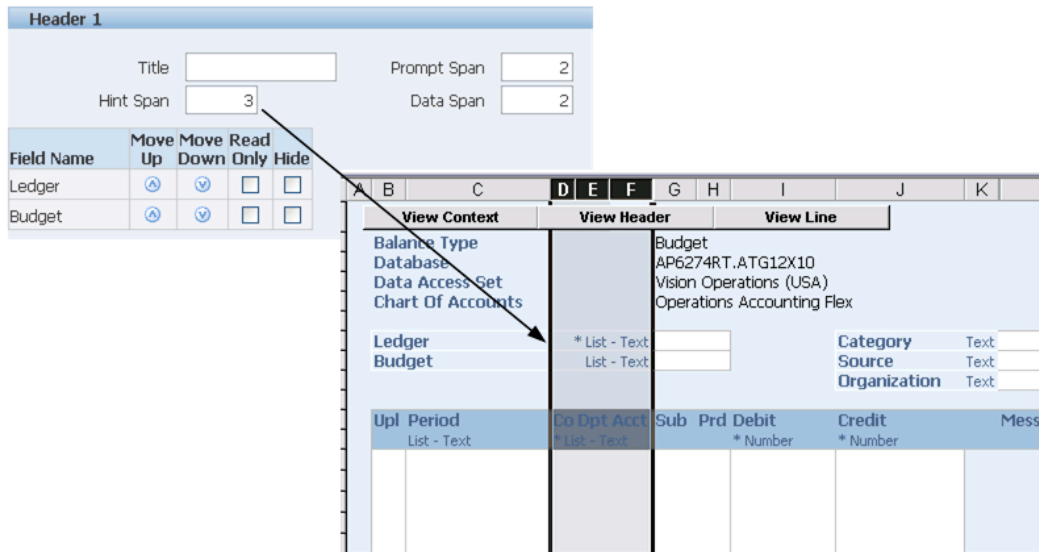 Header 1
Title Prompt Span 2
Hint Span 3 Data Span 2
Field Name Move Up Move Down Read Only Hide
Ledger
Budget
A B C D E F G H I J K
View Context View Header View Line
Balance Type Budget
Database AP6274RT.ATG12X10
Data Access Set Vision Operations (USA)
Chart Of Accounts Operations Accounting Flex
Ledger * List - Text Category Text
Budget List - Text Source Text
Organization Text
Upl Period Co Dpt Acct Sub Prd Debit Credit Mess
List - Text * List - Text * Number * Number